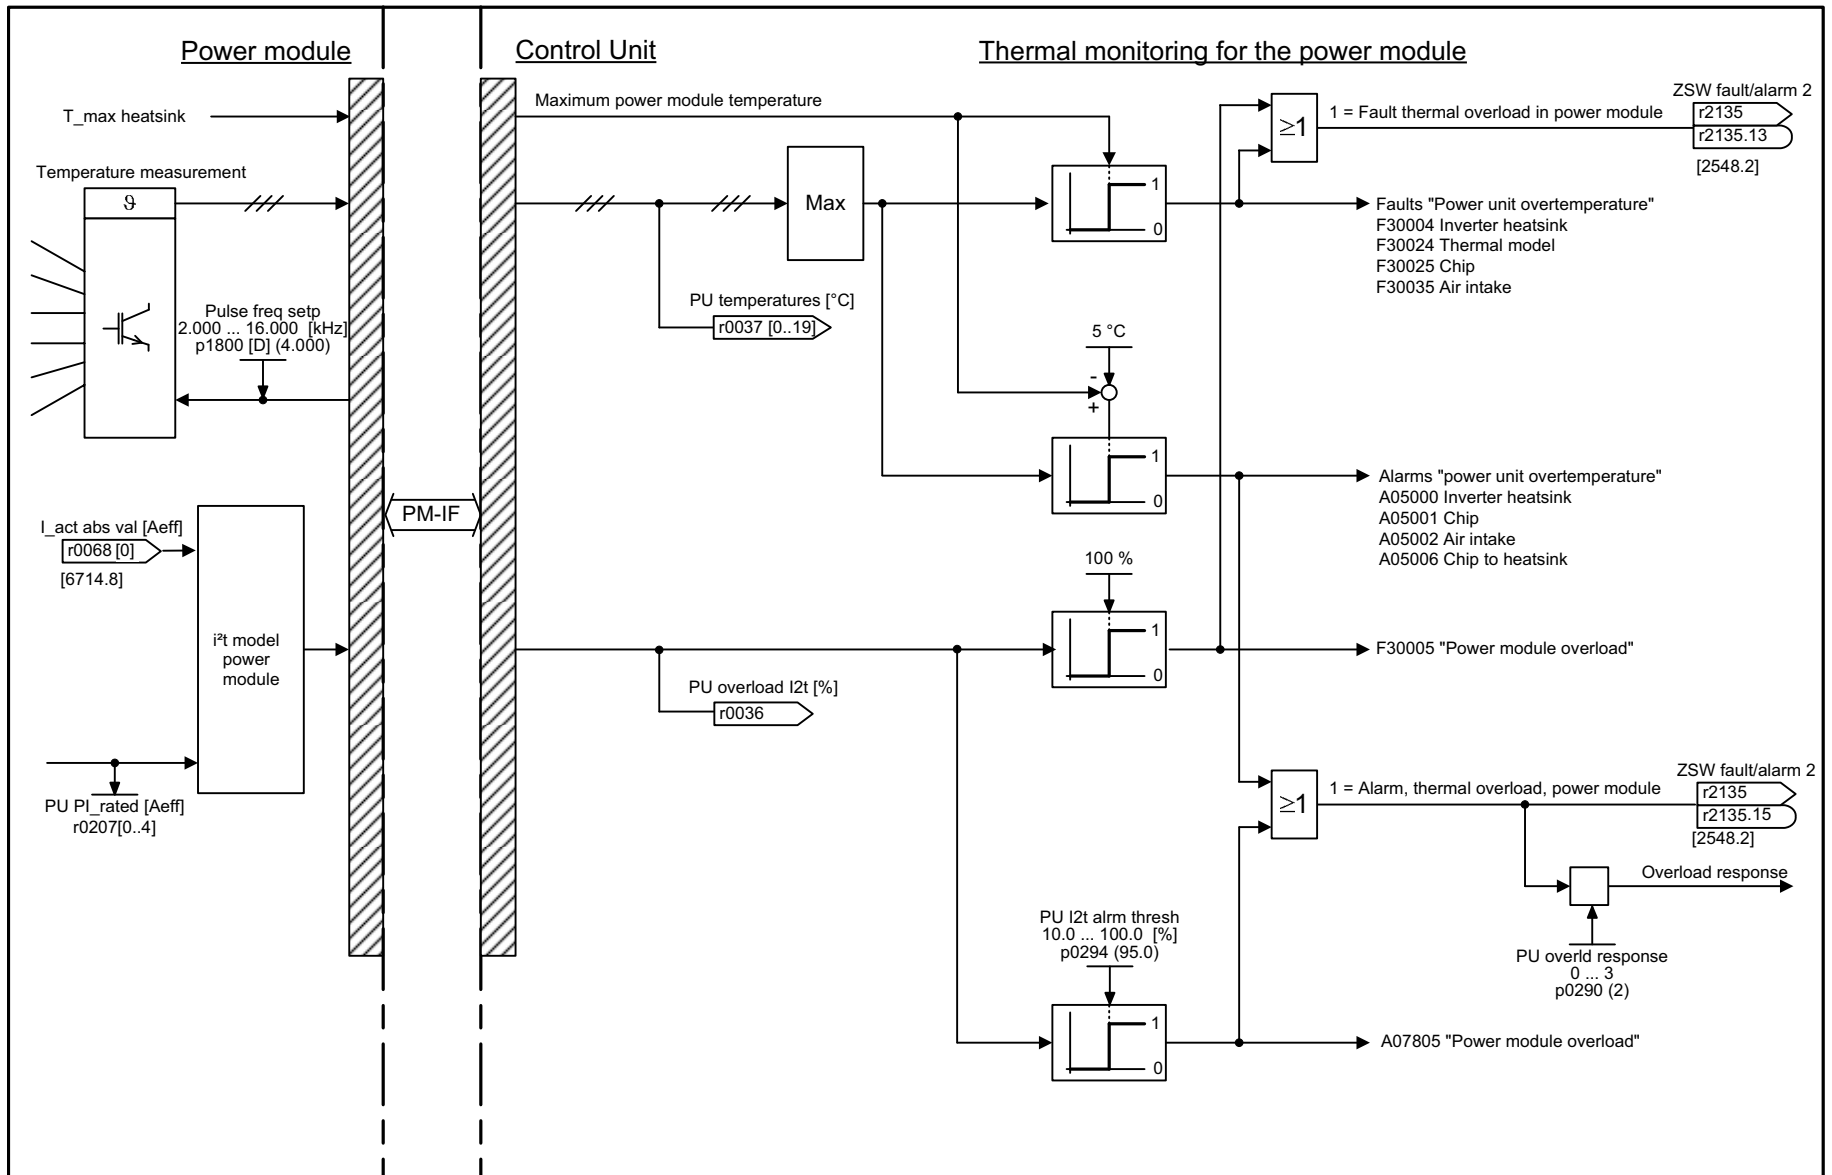 Power module
Control Unit
Thermal monitoring for the power module
T_max heatsink
Maximum power module temperature
≥1
1 = Fault thermal overload in power module
ZSW fault/alarm 2
r2135
r2135.13
[2548.2]
Temperature measurement
ϑ
Max
1
0
Faults "Power unit overtemperature"
F30004 Inverter heatsink
F30024 Thermal model
F30025 Chip
F30035 Air intake
PU temperatures [°C]
r0037 [0..19]
Pulse freq setp
2.000 ... 16.000 [kHz]
p1800 [D] (4.000)
5 °C
-
+
1
0
Alarms "power unit overtemperature"
A05000 Inverter heatsink
A05001 Chip
A05002 Air intake
A05006 Chip to heatsink
PM-IF
I_act abs val [Aeff]
r0068 [0]
[6714.8]
i²t model
power
module
100 %
1
0
F30005 "Power module overload"
PU overload I2t [%]
r0036
PU PI_rated [Aeff]
r0207[0..4]
≥1
1 = Alarm, thermal overload, power module
ZSW fault/alarm 2
r2135
r2135.15
[2548.2]
Overload response
PU overld response
0 ... 3
p0290 (2)
PU I2t alrm thresh
10.0 ... 100.0 [%]
p0294 (95.0)
1
0
A07805 "Power module overload"